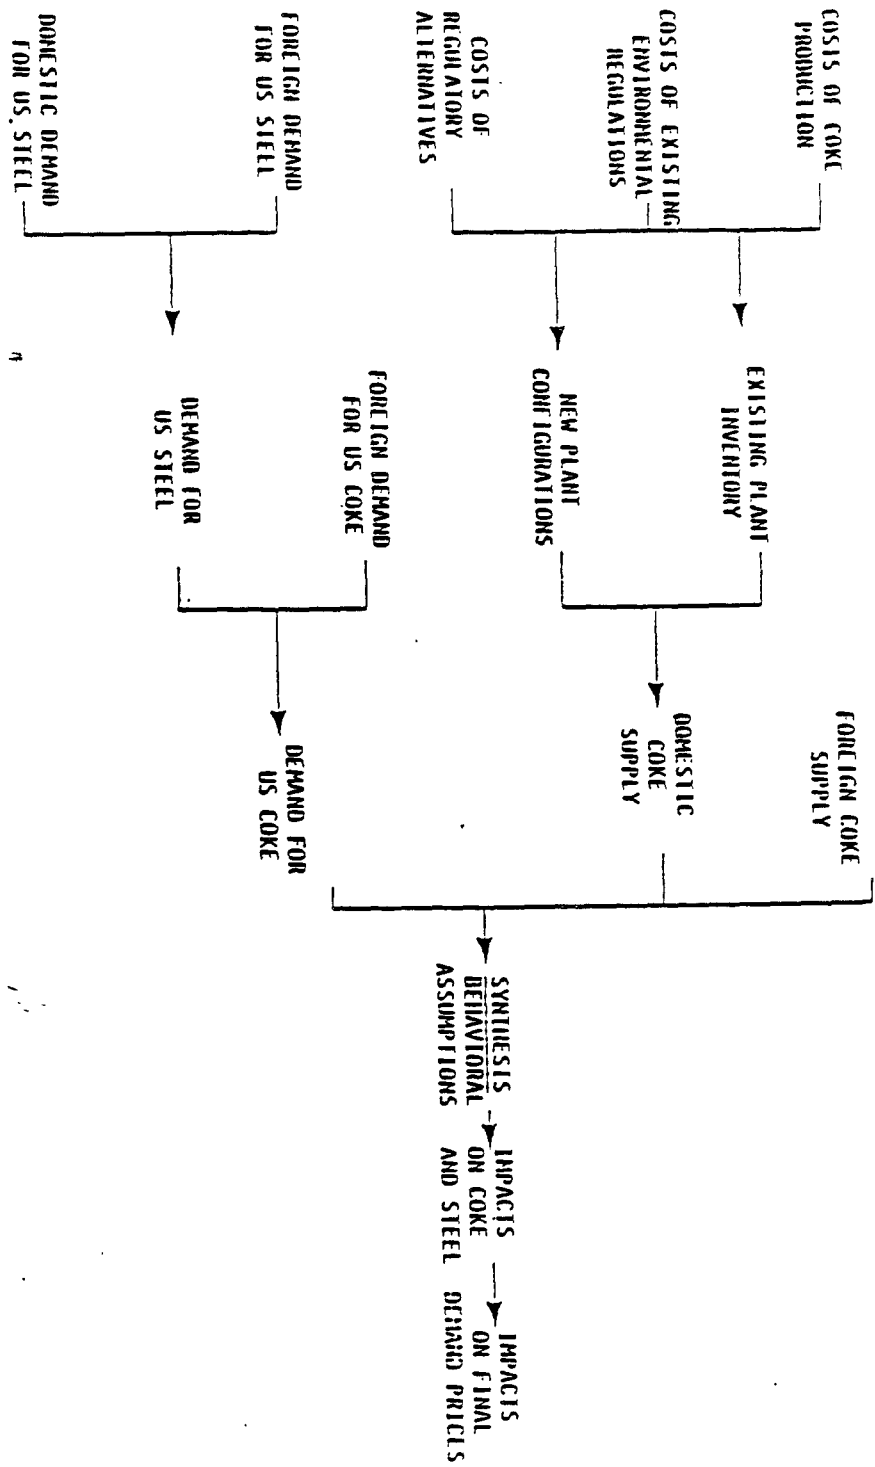 COSTS OF COKE
PRODUCTION
COSTS OF EXISTING
ENVIRONMENTAL
REGULATIONS
COSTS OF
REGULATORY
ALTERNATIVES
FOREIGN DEMAND
FOR US STEEL
DOMESTIC DEMAND
FOR US STEEL
EXISTING PLANT
INVENTORY
NEW PLANT
CONFIGURATIONS
FOREIGN DEMAND
FOR US COKE
DEMAND FOR
US STEEL
FOREIGN COKE
SUPPLY
DOMESTIC
COKE
SUPPLY
DEMAND FOR
US COKE
SYNTHESIS
BEHAVIORAL
ASSUMPTIONS
IMPACTS
ON COKE
AND STEEL
IMPACTS
ON FINAL
DEMAND PRICES